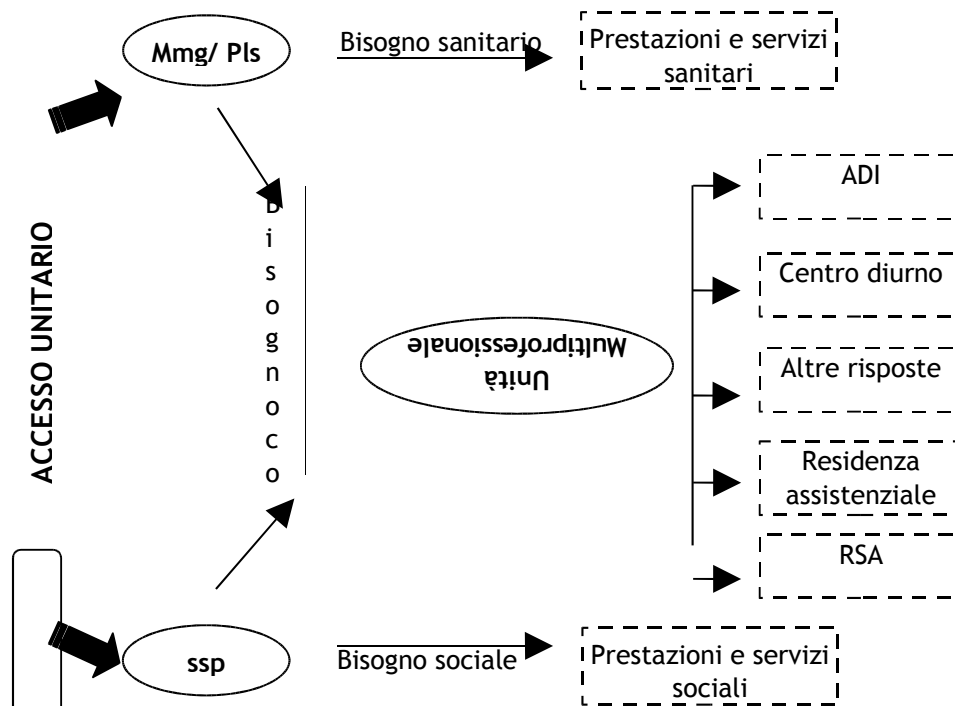 Mmg/ Pls
Bisogno sanitario
Prestazioni e servizi
sanitari
ACCESSO UNITARIO
B
i
s
o
g
n
o
c
o
Unità
Multiprofessionale
ADI
Centro diurno
Altre risposte
Residenza
assistenziale
RSA
ssp
Bisogno sociale
Prestazioni e servizi
sociali